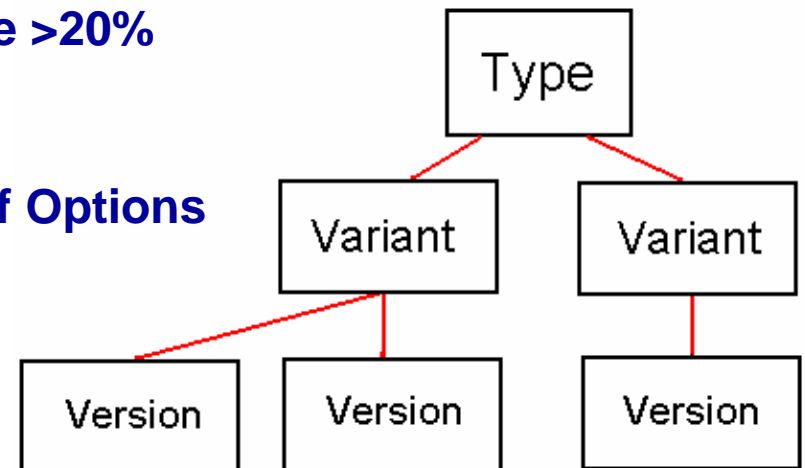 e >20%
Type
f Options
Variant
Variant
Version
Version
Version